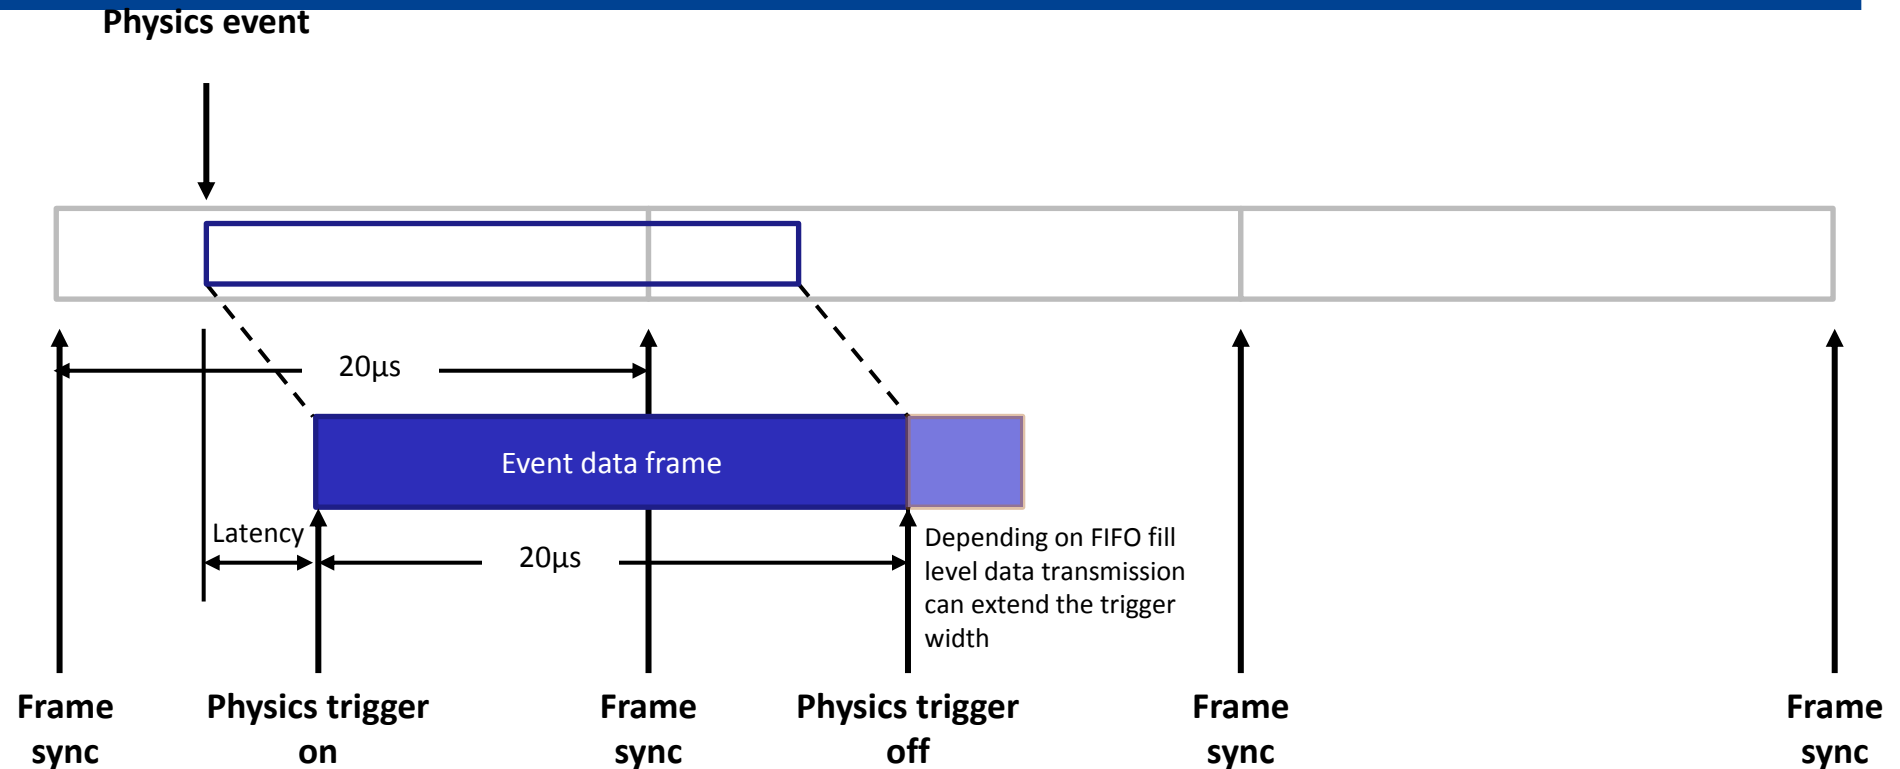 Physics event
20µs
Event data frame
Latency
20µs
Depending on FIFO fill
level data transmission
can extend the trigger
width
Frame
sync
Physics trigger
on
Frame
sync
Physics trigger
off
Frame
sync
Frame
sync